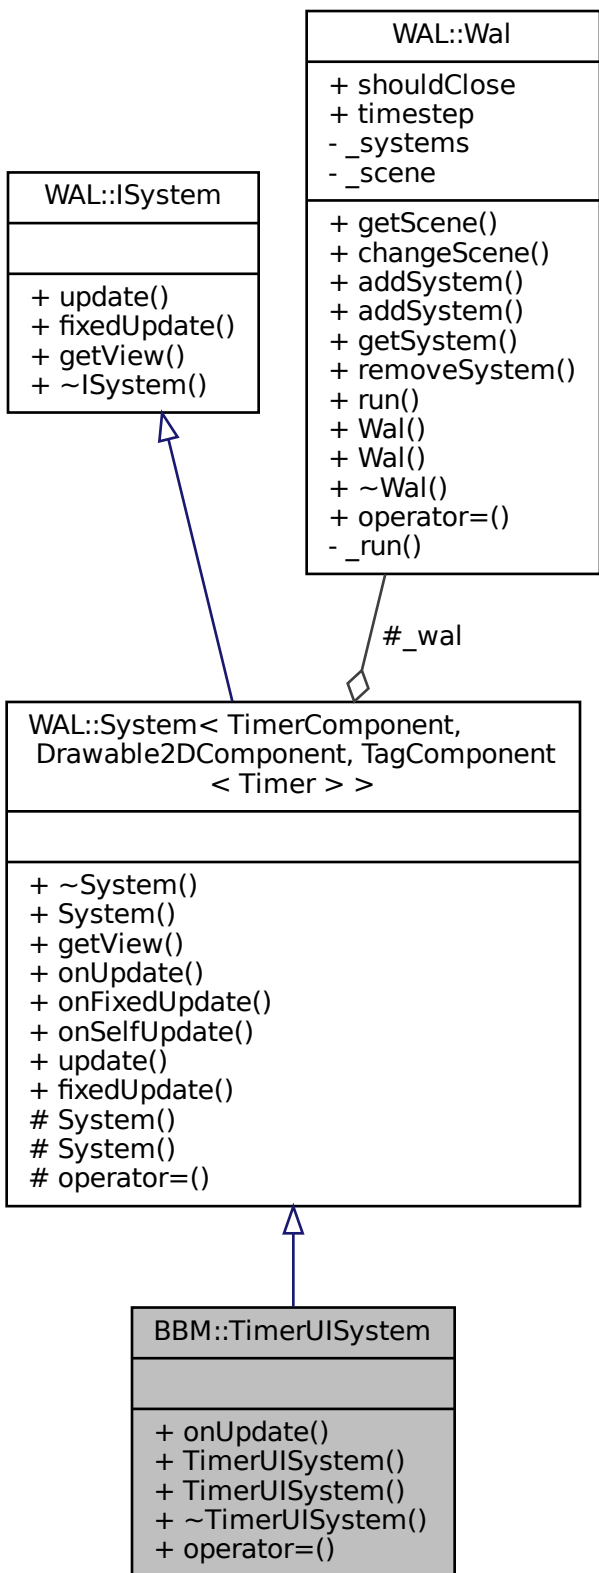 WAL::Wal
+ shouldClose
+ timestep
- _systems
- _scene
+ getScene()
+ changeScene()
+ addSystem()
+ addSystem()
+ getSystem()
+ removeSystem()
+ run()
+ Wal()
+ Wal()
+ ~Wal()
+ operator=()
- _run()
WAL::ISystem
+ update()
+ fixedUpdate()
+ getView()
+ ~ISystem()
#_wal
WAL::System< TimerComponent,
Drawable2DComponent, TagComponent
< Timer > >
+ ~System()
+ System()
+ getView()
+ onUpdate()
+ onFixedUpdate()
+ onSelfUpdate()
+ update()
+ fixedUpdate()
# System()
# System()
# operator=()
BBM::TimerUISystem
+ onUpdate()
+ TimerUISystem()
+ TimerUISystem()
+ ~TimerUISystem()
+ operator=()